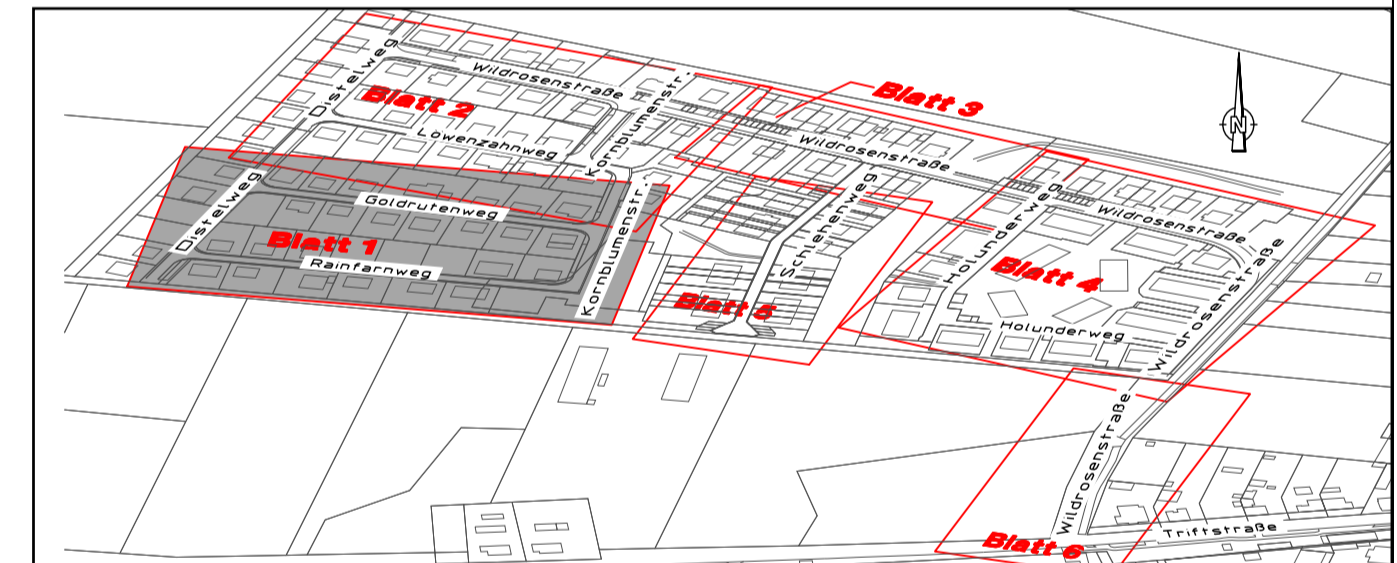 Distelweg
Blatt 2
Wildrosenstraße
Löwenzahnweg
Kornblumenstr.
Blatt 3
Wildrosenstraße
N
Distelweg
Goldrutenweg
Blatt 1
Rainfarnweg
Kornblumenstr.
Schlehenweg
Blatt 5
Holunderweg
Wildrosenstraße
Blatt 4
Holunderweg
Wildrosenstraße
Wildrosenstraße
Triftstraße
Blatt 6